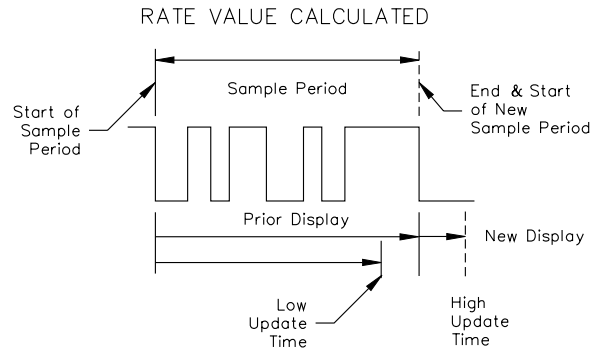 RATE VALUE CALCULATED
Sample Period
Start of
Sample
Period
End & Start
of New
Sample Period
Prior Display
New Display
Low
Update
Time
High
Update
Time